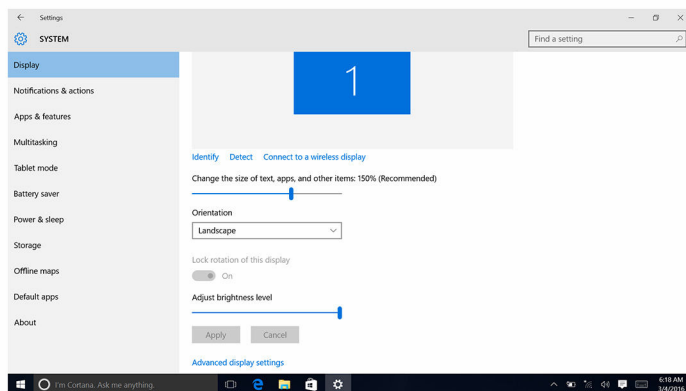 Settings
SYSTEM
Find a setting
Display
Notifications & actions
Apps & features
Multitasking
Tablet mode
Battery saver
Power & sleep
Storage
Offline maps
Default apps
About
1
Identify Detect Connect to a wireless display
Change the size of text, apps, and other items: 150% (Recommended)
Orientation
Landscape
Lock rotation of this display
On
Adjust brightness level
Apply Cancel
Advanced display settings
I'm Cortana. Ask me anything.
6:18 AM
3/4/2016